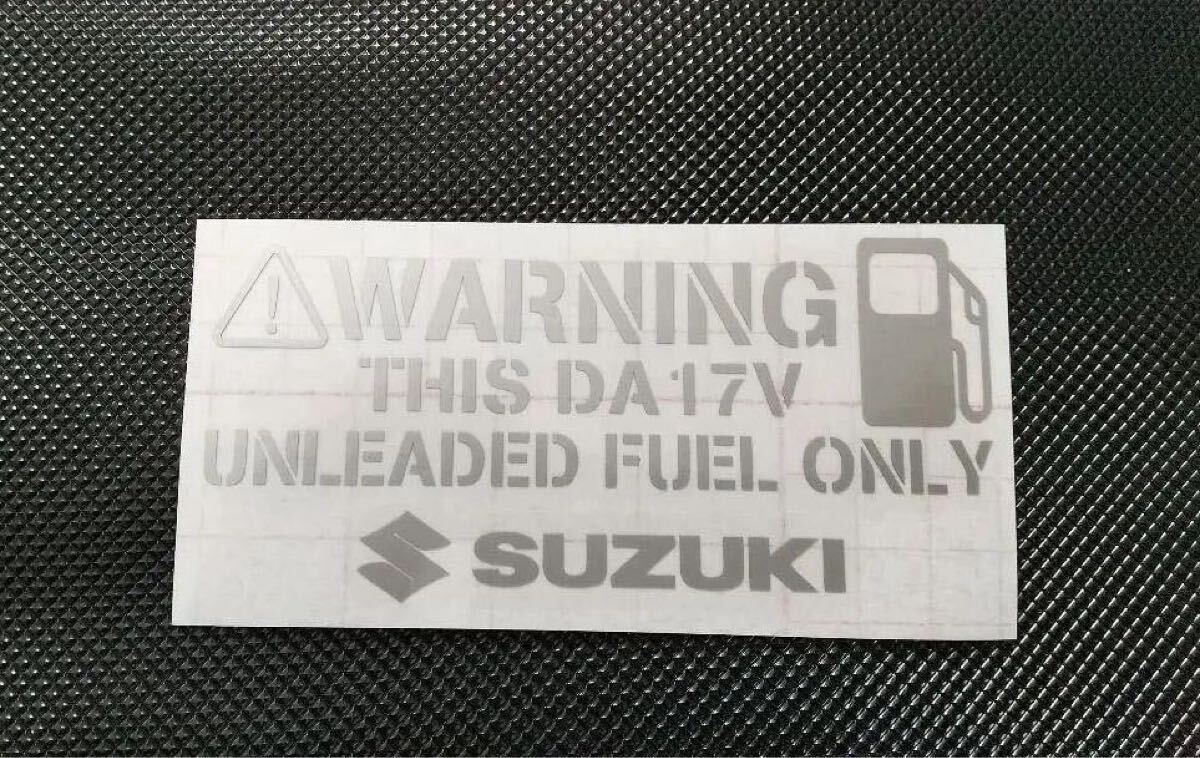 WARNING
THIS DA17V
UNLEADED FUEL ONLY
SUZUKI